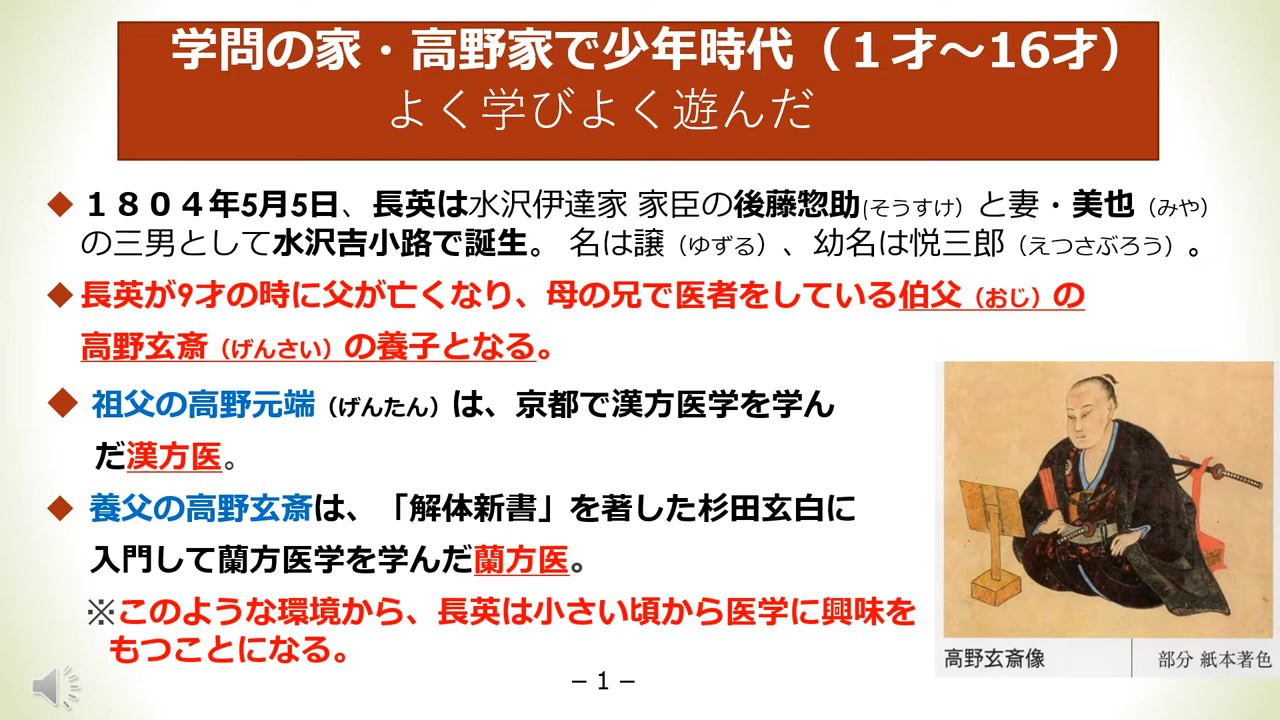 学問の家・高野家で少年時代（１才～16才）
よく学びよく遊んだ
◆１８０４年5月5日、長英は水沢伊達家 家臣の後藤惣助(そうすけ）と妻・美也（みや）
の三男として水沢吉小路で誕生。 名は譲（ゆずる）、幼名は悦三郎（えつさぶろう）。
◆長英が9才の時に父が亡くなり、母の兄で医者をしている伯父（おじ）の
高野玄斎（げんさい）の養子となる。
◆ 祖父の高野元端（げんたん）は、京都で漢方医学を学ん
だ漢方医。
◆ 養父の高野玄斎は、「解体新書」を著した杉田玄白に
入門して蘭方医学を学んだ蘭方医。
※このような環境から、長英は小さい頃から医学に興味を
もつことになる。
高野玄斎像 部分 紙本著色
– 1 –